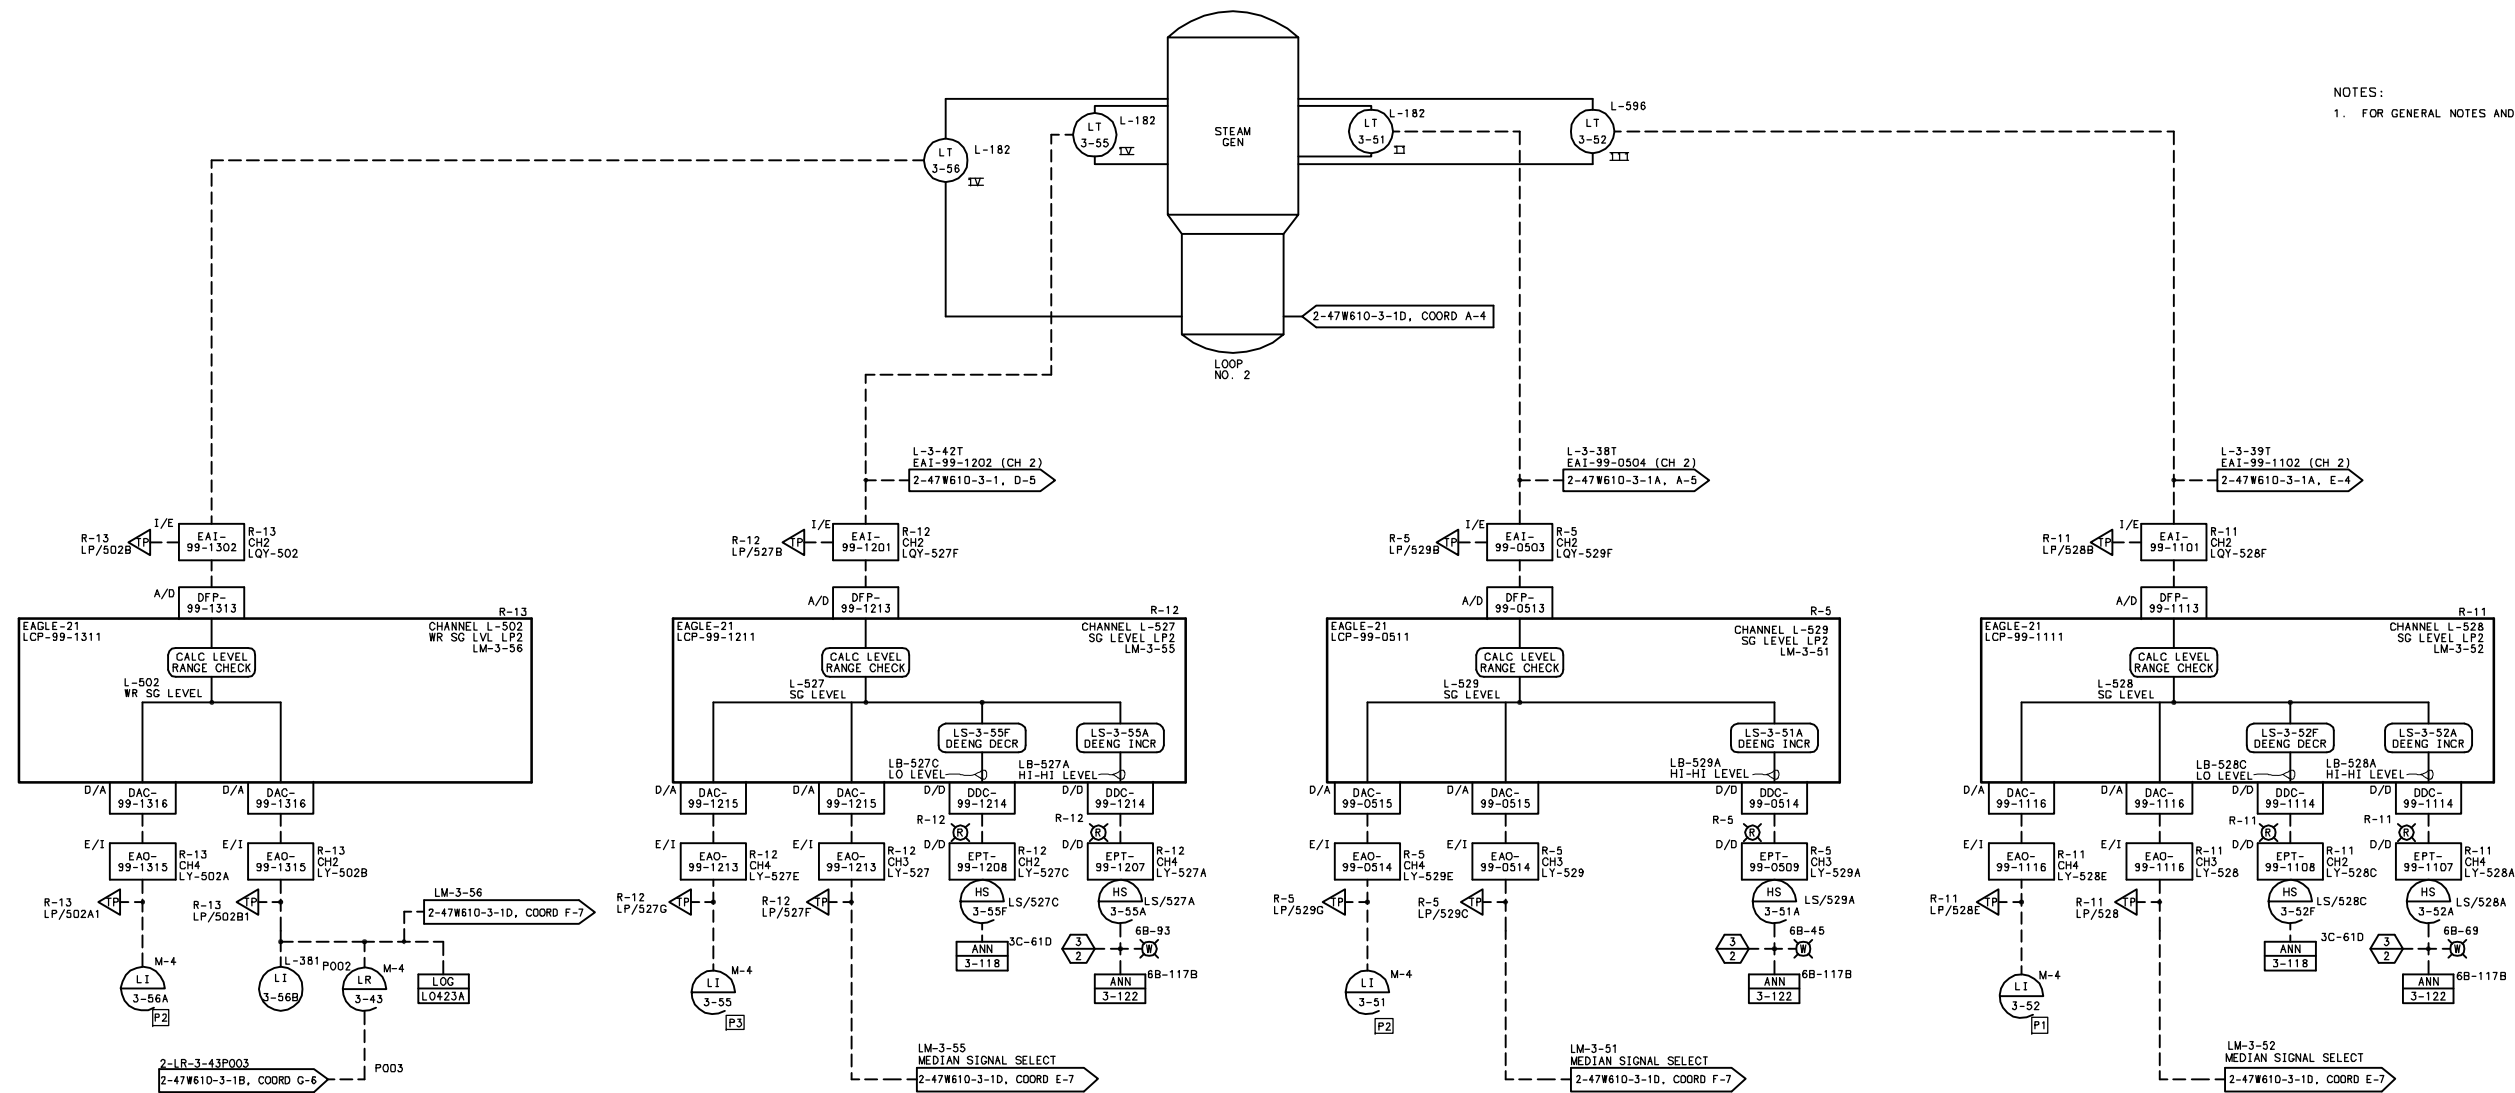 NOTES:
1. FOR GENERAL NOTES AND
STEAM
GEN
LOOP
NO. 2
2-47W610-3-1D, COORD A-4
LT
3-56
L-182
IV
LT
3-55
L-182
IV
LT
3-51
L-182
II
LT
3-52
L-596
III
L-3-42T
EAI-99-1202 (CH 2)
2-47W610-3-1, D-5
L-3-38T
EAI-99-0504 (CH 2)
2-47W610-3-1A, A-5
L-3-39T
EAI-99-1102 (CH 2)
2-47W610-3-1A, E-4
R-13
LP/502B
TP
I/E
EAI-
99-1302
R-13
CH2
LQY-502
A/D
DFP-
99-1313
R-13
EAGLE-21
LCP-99-1311
CHANNEL L-502
WR SG LVL LP2
LM-3-56
CALC LEVEL
RANGE CHECK
L-502
WR SG LEVEL
D/A
DAC-
99-1316
D/A
DAC-
99-1316
E/I
EAO-
99-1315
R-13
CH4
LY-502A
E/I
EAO-
99-1315
R-13
CH2
LY-502B
R-13
LP/502A1
TP
R-13
LP/502B1
TP
LM-3-56
2-47W610-3-1D, COORD F-7
LI
3-56A
M-4
P2
LI
3-56B
L-381
P002
LR
3-43
M-4
LOG
L0423A
P003
2-LR-3-43P003
2-47W610-3-1B, COORD G-6
R-12
LP/527B
TP
I/E
EAI-
99-1201
R-12
CH2
LQY-527F
A/D
DFP-
99-1213
R-12
EAGLE-21
LCP-99-1211
CHANNEL L-527
SG LEVEL LP2
LM-3-55
CALC LEVEL
RANGE CHECK
L-527
SG LEVEL
LS-3-55F
DEENG DECR
LS-3-55A
DEENG INCR
LB-527C
LO LEVEL
LB-527A
HI-HI LEVEL
D/A
DAC-
99-1215
D/A
DAC-
99-1215
D/D
DDC-
99-1214
D/D
DDC-
99-1214
R-12
R
R-12
R
E/I
EAO-
99-1213
R-12
CH4
LY-527E
E/I
EAO-
99-1213
R-12
CH3
LY-527
D/D
EPT-
99-1208
R-12
CH2
LY-527C
D/D
EPT-
99-1207
R-12
CH4
LY-527A
R-12
LP/527G
TP
R-12
LP/527F
TP
HS
3-55F
LS/527C
HS
3-55A
LS/527A
ANN
3-118
3C-61D
3
2
6B-93
W
ANN
3-122
6B-117B
LI
3-55
M-4
P3
LM-3-55
MEDIAN SIGNAL SELECT
2-47W610-3-1D, COORD E-7
R-5
LP/529B
TP
I/E
EAI-
99-0503
R-5
CH2
LQY-529F
A/D
DFP-
99-0513
R-5
EAGLE-21
LCP-99-0511
CHANNEL L-529
SG LEVEL LP2
LM-3-51
CALC LEVEL
RANGE CHECK
L-529
SG LEVEL
LS-3-51A
DEENG INCR
LB-529A
HI-HI LEVEL
D/A
DAC-
99-0515
D/A
DAC-
99-0515
D/D
DDC-
99-0514
R-5
R
E/I
EAO-
99-0514
R-5
CH4
LY-529E
E/I
EAO-
99-0514
R-5
CH3
LY-529
D/D
EPT-
99-0509
R-5
CH3
LY-529A
R-5
LP/529G
TP
R-5
LP/529C
TP
HS
3-51A
LS/529A
3
2
6B-45
W
ANN
3-122
6B-117B
LI
3-51
M-4
P2
LM-3-51
MEDIAN SIGNAL SELECT
2-47W610-3-1D, COORD F-7
R-11
LP/528B
TP
I/E
EAI-
99-1101
R-11
CH2
LQY-528F
A/D
DFP-
99-1113
R-11
EAGLE-21
LCP-99-1111
CHANNEL L-528
SG LEVEL LP2
LM-3-52
CALC LEVEL
RANGE CHECK
L-528
SG LEVEL
LS-3-52F
DEENG DECR
LS-3-52A
DEENG INCR
LB-528C
LO LEVEL
LB-528A
HI-HI LEVEL
D/A
DAC-
99-1116
D/A
DAC-
99-1116
D/D
DDC-
99-1114
D/D
DDC-
99-1114
R-11
R
R-11
R
E/I
EAO-
99-1116
R-11
CH4
LY-528E
E/I
EAO-
99-1116
R-11
CH3
LY-528
D/D
EPT-
99-1108
R-11
CH2
LY-528C
D/D
EPT-
99-1107
R-11
CH4
LY-528A
R-11
LP/528E
TP
R-11
LP/528
TP
HS
3-52F
LS/528C
HS
3-52A
LS/528A
3C-61D
ANN
3-118
3
2
6B-69
W
ANN
3-122
6B-117B
LI
3-52
M-4
P1
LM-3-52
MEDIAN SIGNAL SELECT
2-47W610-3-1D, COORD E-7